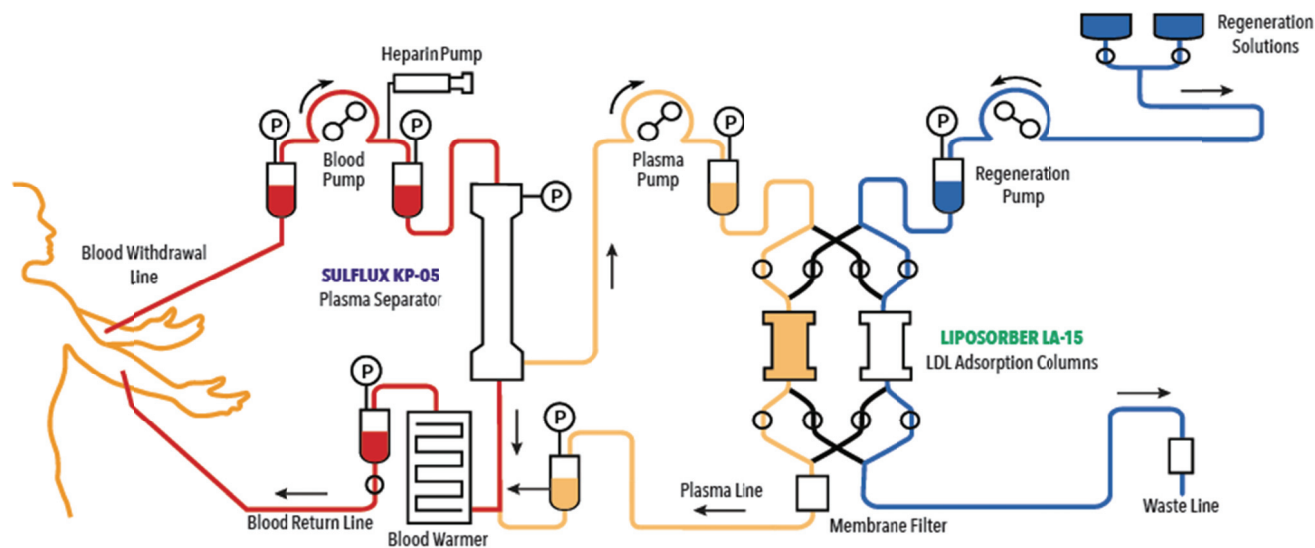 Regeneration
Solutions
Heparin Pump
P
P
Blood
Pump
P
Plasma
Pump
P
Regeneration
Pump
P
Blood Withdrawal
Line
SULFLUX KP-05
Plasma Separator
LIPOSORBER LA-15
LDL Adsorption Columns
P
P
Plasma Line
Blood Return Line
Blood Warmer
Membrane Filter
Waste Line